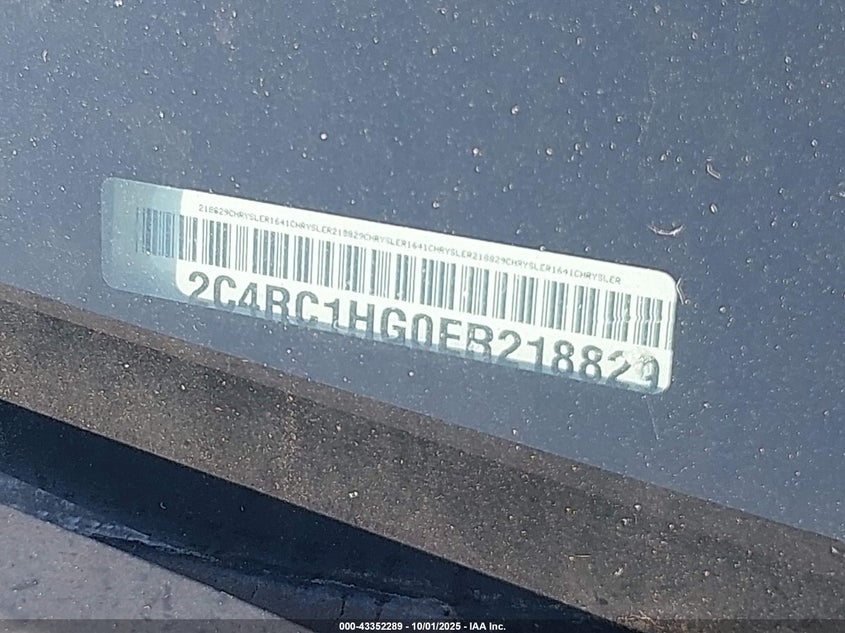 218829CHRYSLER1641CHRYSLER218829CHRYSLER1641CHRYSLER218829CHRYSLER1641CHRYSLER
2C4RC1HG0ER218829
000-43352289 - 10/01/2025 - IAA Inc.